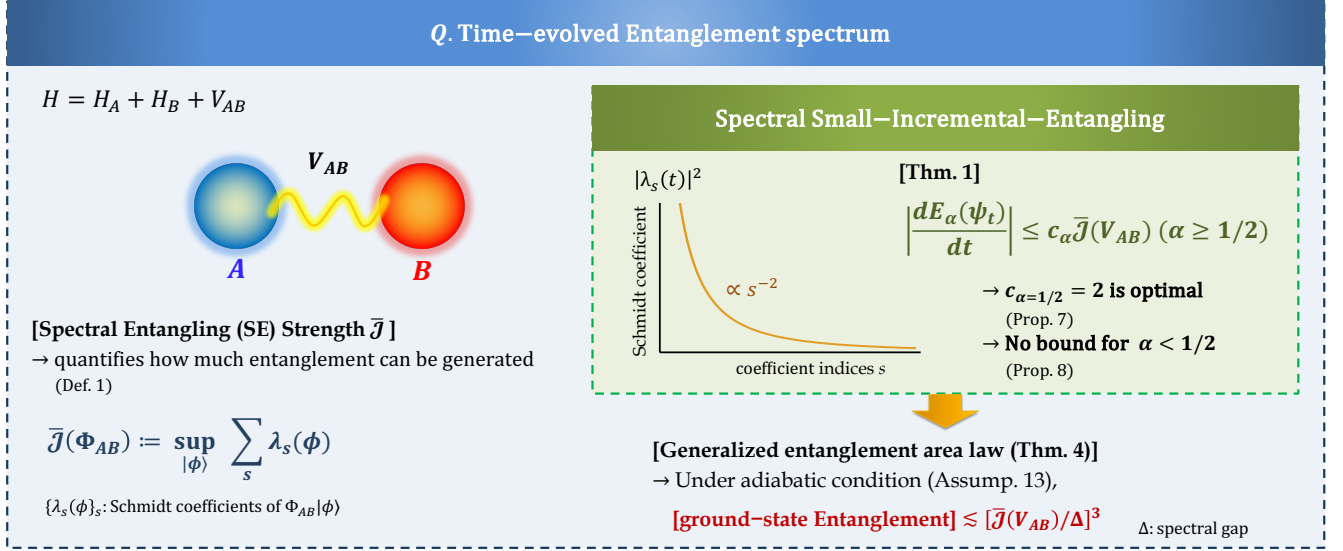 Q. Time−evolved Entanglement spectrum
H = H_A + H_B + V_AB
V_AB
A
B
[Spectral Entangling (SE) Strength 𝒥̄ ]
→ quantifies how much entanglement can be generated
(Def. 1)
𝒥̄(Φ_AB) ≔ sup_|ϕ⟩ ∑_s λ_s(ϕ)
{λ_s(ϕ}_s: Schmidt coefficients of Φ_AB|ϕ⟩
Spectral Small−Incremental−Entangling
|λ_s(t)|²
Schmidt coefficient
∝ s⁻²
coefficient indices s
[Thm. 1]
|dE_α(ψ_t)/dt| ≤ c_α 𝒥̄(V_AB) (α ≥ 1/2)
→ c_α=1/2 = 2 is optimal
(Prop. 7)
→ No bound for α < 1/2
(Prop. 8)
[Generalized entanglement area law (Thm. 4)]
→ Under adiabatic condition (Assump. 13),
[ground−state Entanglement] ≲ [𝒥̄(V_AB)/Δ]³
Δ: spectral gap